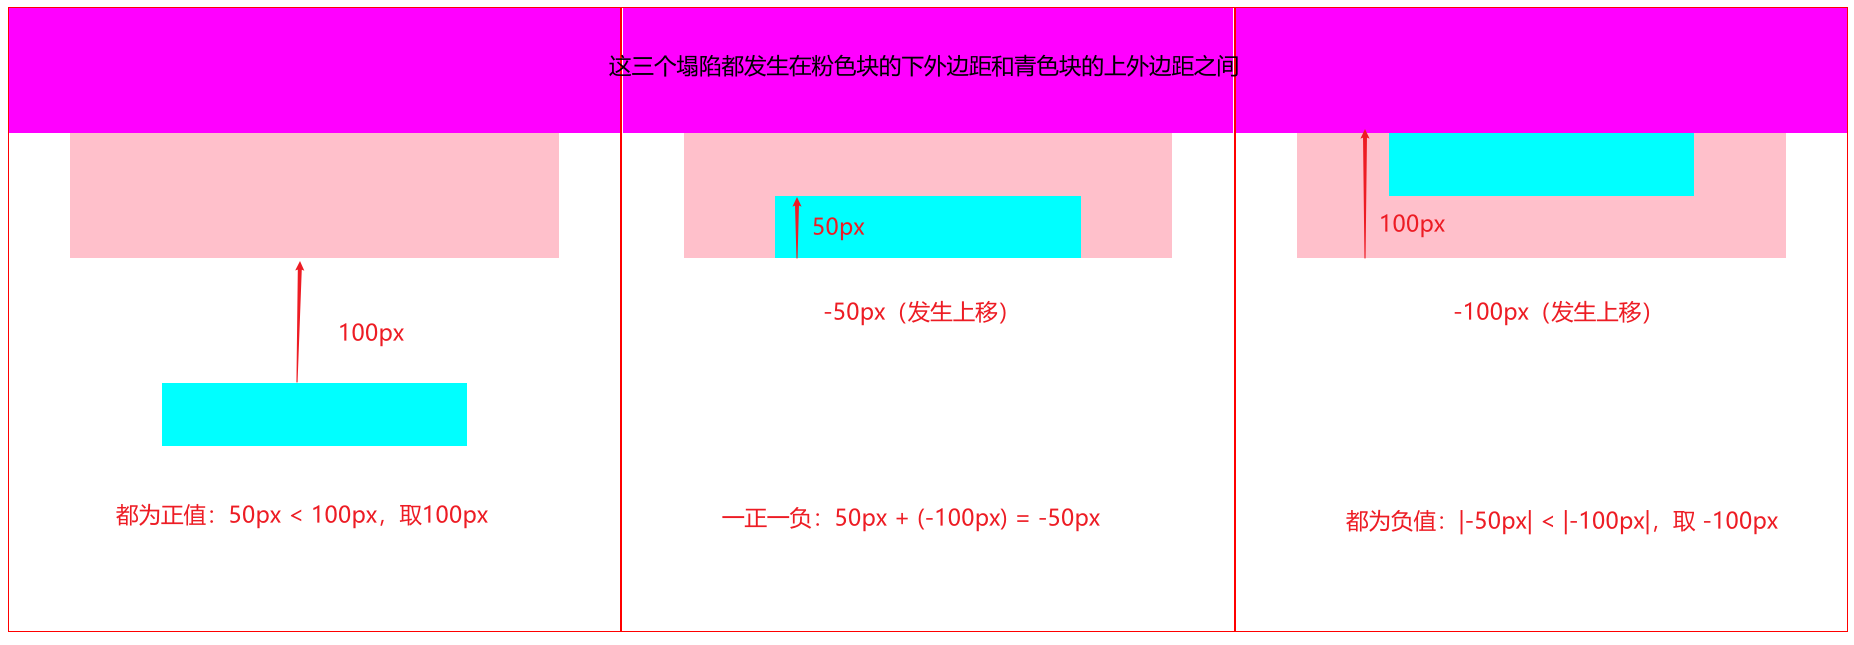 这三个塌陷都发生在粉色块的下外边距和青色块的上外边距之间
100px
都为正值：50px < 100px，取100px
50px
-50px（发生上移）
一正一负：50px + (-100px) = -50px
100px
-100px（发生上移）
都为负值：|-50px| < |-100px|，取 -100px